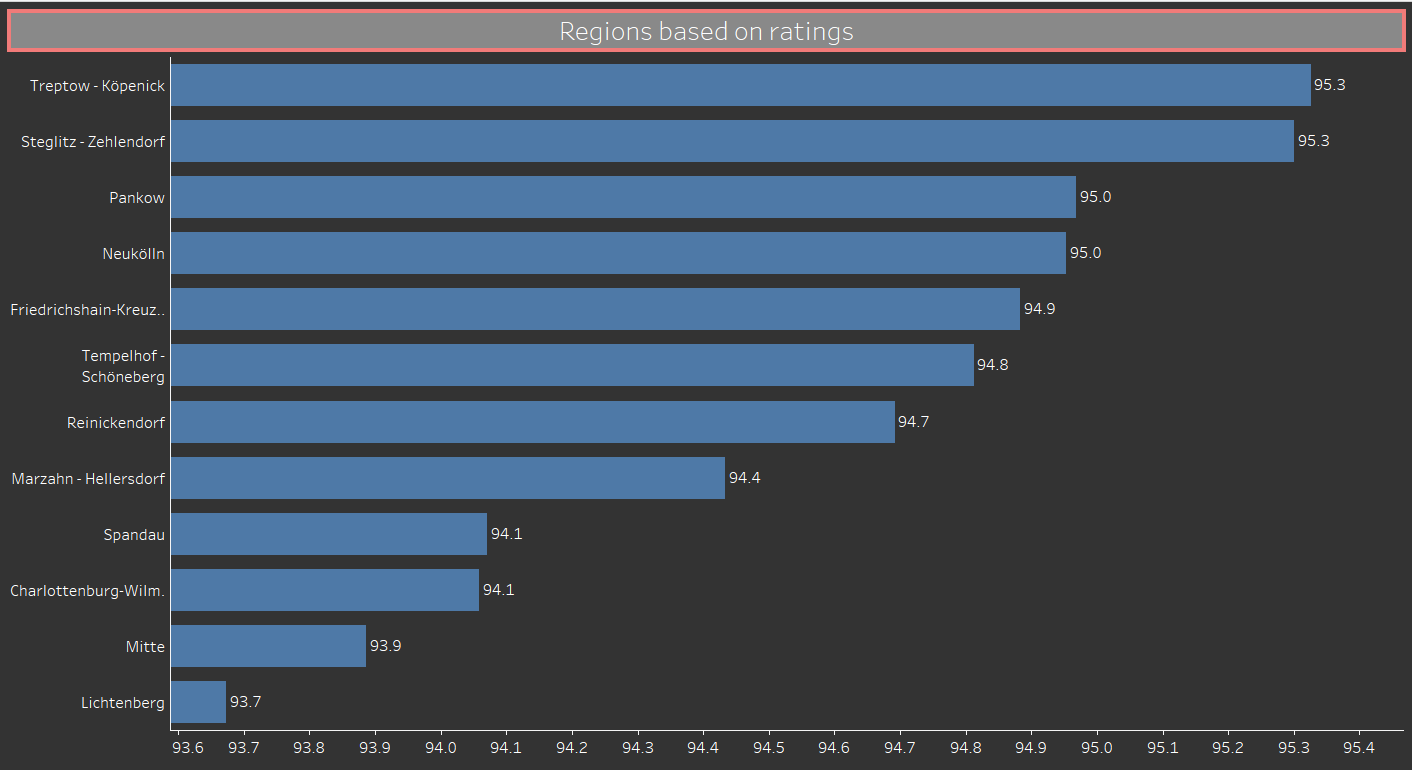 Regions based on ratings
Treptow - Köpenick 95.3
Steglitz - Zehlendorf 95.3
Pankow 95.0
Neukölln 95.0
Friedrichshain-Kreuz.. 94.9
Tempelhof -
Schöneberg 94.8
Reinickendorf 94.7
Marzahn - Hellersdorf 94.4
Spandau 94.1
Charlottenburg-Wilm. 94.1
Mitte 93.9
Lichtenberg 93.7
93.6 93.7 93.8 93.9 94.0 94.1 94.2 94.3 94.4 94.5 94.6 94.7 94.8 94.9 95.0 95.1 95.2 95.3 95.4